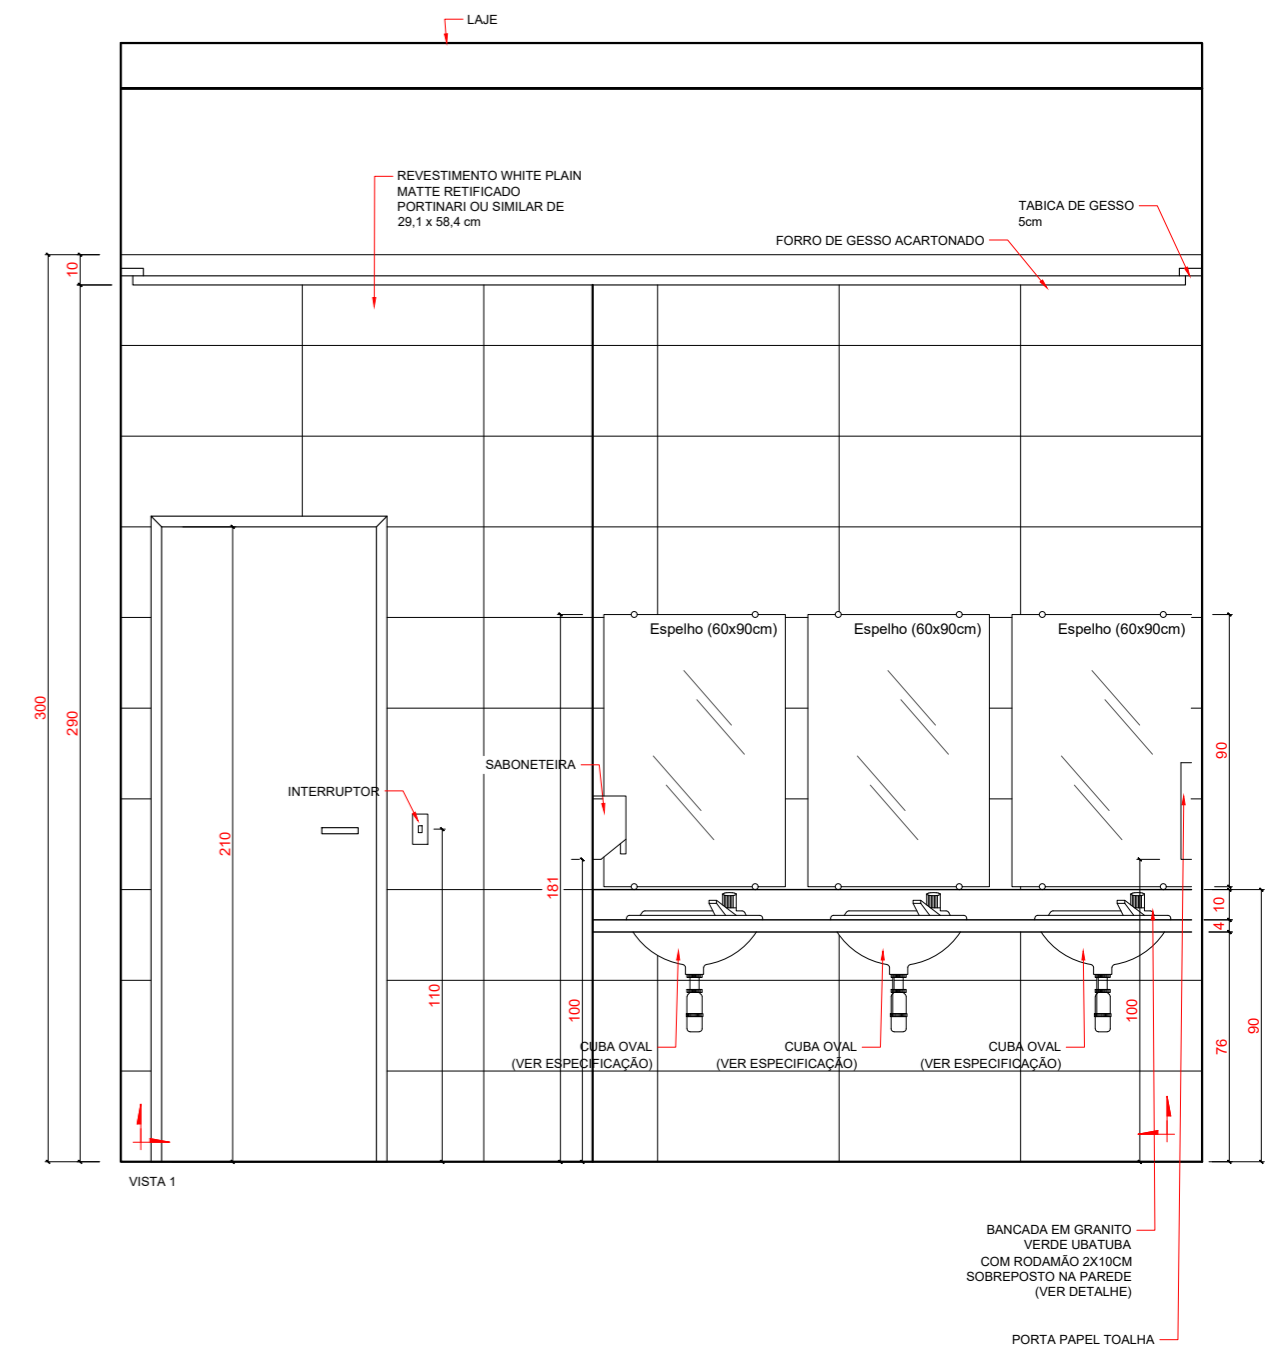 LAJE
REVESTIMENTO WHITE PLAIN
MATTE RETIFICADO
PORTINARI OU SIMILAR DE
29,1 x 58,4 cm
TABICA DE GESSO
5cm
FORRO DE GESSO ACARTONADO
10
300
290
210
Espelho (60x90cm)
Espelho (60x90cm)
Espelho (60x90cm)
SABONETEIRA
INTERRUPTOR
90
181
110
100
100
10
4
76
90
CUBA OVAL
(VER ESPECIFICAÇÃO)
CUBA OVAL
(VER ESPECIFICAÇÃO)
CUBA OVAL
(VER ESPECIFICAÇÃO)
VISTA 1
BANCADA EM GRANITO
VERDE UBATUBA
COM RODAMÃO 2X10CM
SOBREPOSTO NA PAREDE
(VER DETALHE)
PORTA PAPEL TOALHA